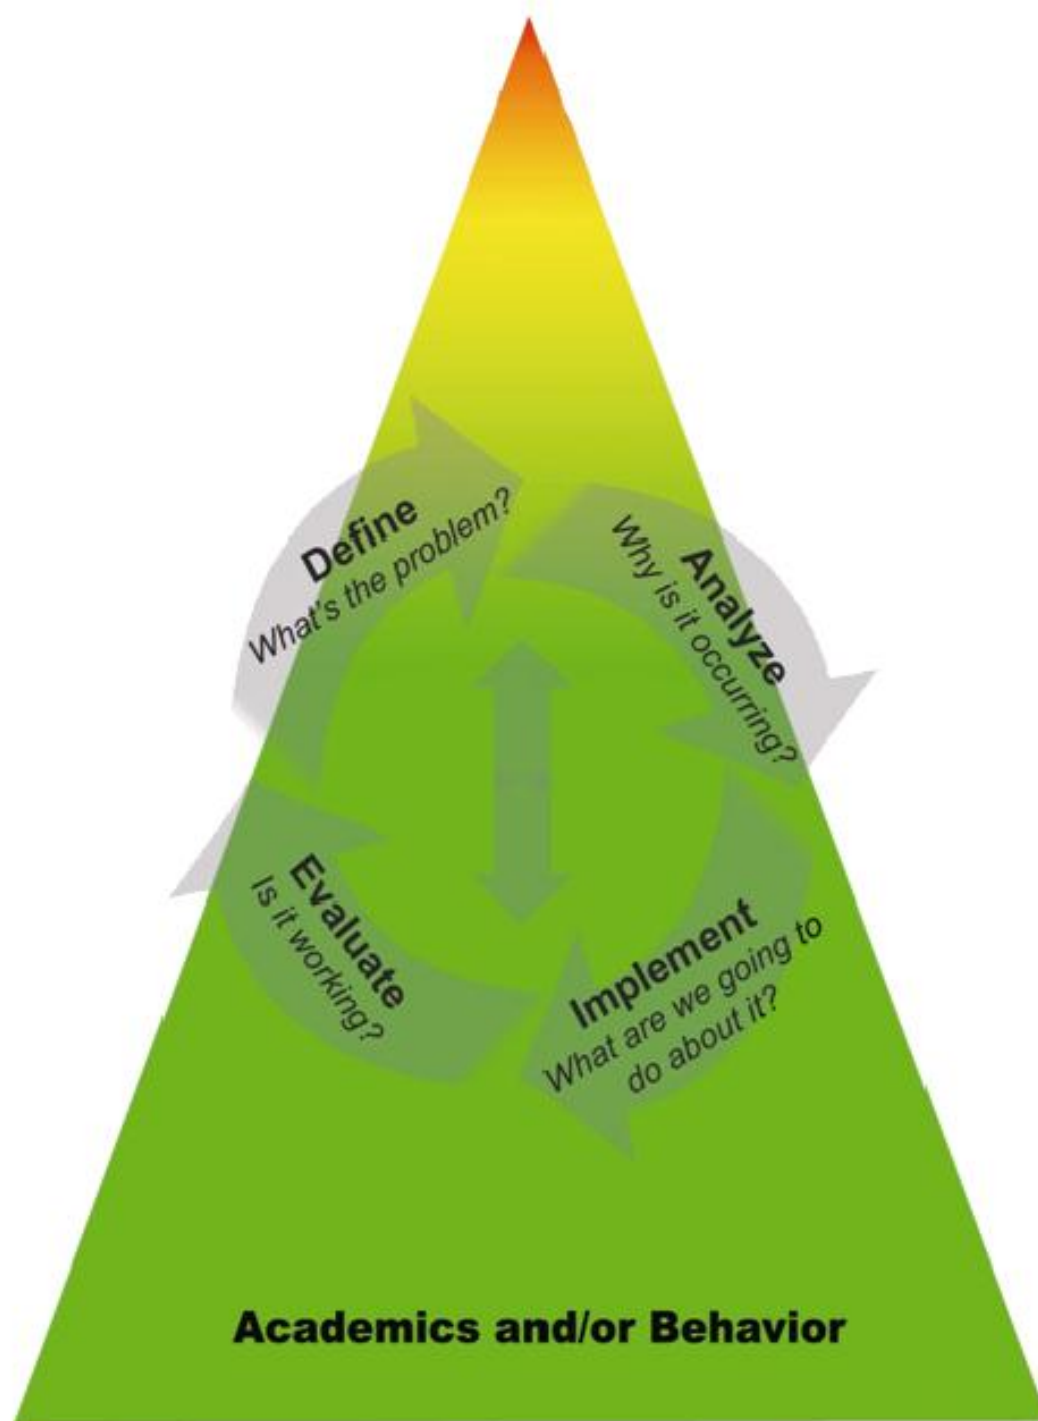 Define
What's the problem?
Analyze
Why is it occurring?
Implement
What are we going to
do about it?
Evaluate
Is it working?
Academics and/or Behavior